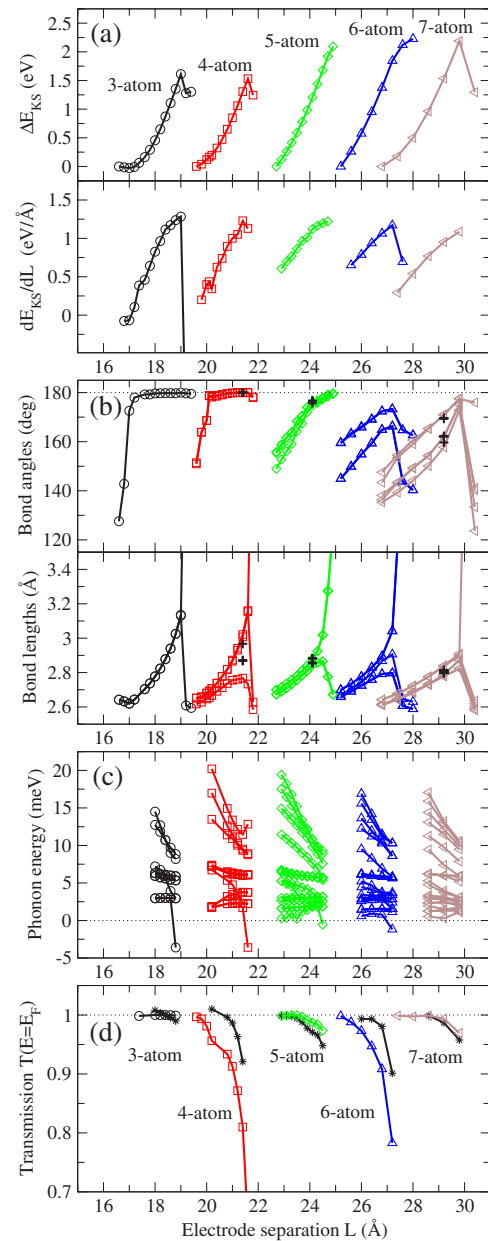 (a)
3-atom
4-atom
5-atom
6-atom
7-atom
ΔE_KS (eV)
2.5
2
1.5
1
0.5
0
dE_KS/dL (eV/Å)
1
0
16 18 20 22 24 26 28 30
(b)
Bond angles (deg)
180
160
140
120
Bond lengths (Å)
3.4
3.2
3
2.8
2.6
16 18 20 22 24 26 28 30
(c)
Phonon energy (meV)
20
15
10
5
0
-5
16 18 20 22 24 26 28 30
(d)
Transmission T(E=E_F)
1
0.9
0.8
0.7
3-atom
4-atom
5-atom
6-atom
7-atom
16 18 20 22 24 26 28 30
Electrode separation L (Å)